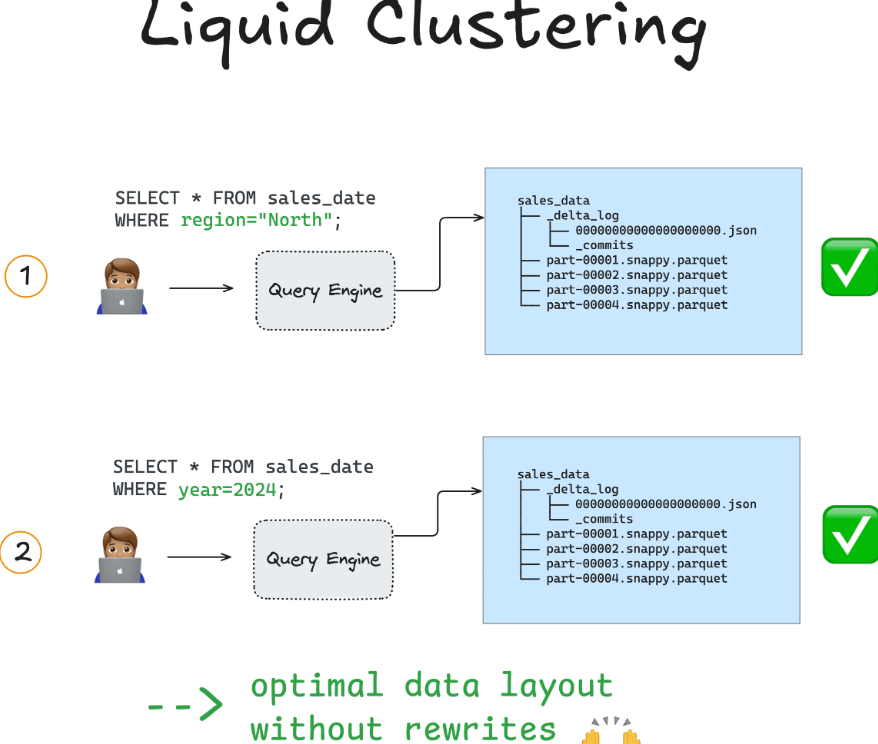 Liquid Clustering
SELECT * FROM sales_date
WHERE region="North";
1
Query Engine
sales_data
_delta_log
00000000000000000000.json
_commits
part-00001.snappy.parquet
part-00002.snappy.parquet
part-00003.snappy.parquet
part-00004.snappy.parquet
SELECT * FROM sales_date
WHERE year=2024;
2
Query Engine
sales_data
_delta_log
00000000000000000000.json
_commits
part-00001.snappy.parquet
part-00002.snappy.parquet
part-00003.snappy.parquet
part-00004.snappy.parquet
--> optimal data layout
without rewrites